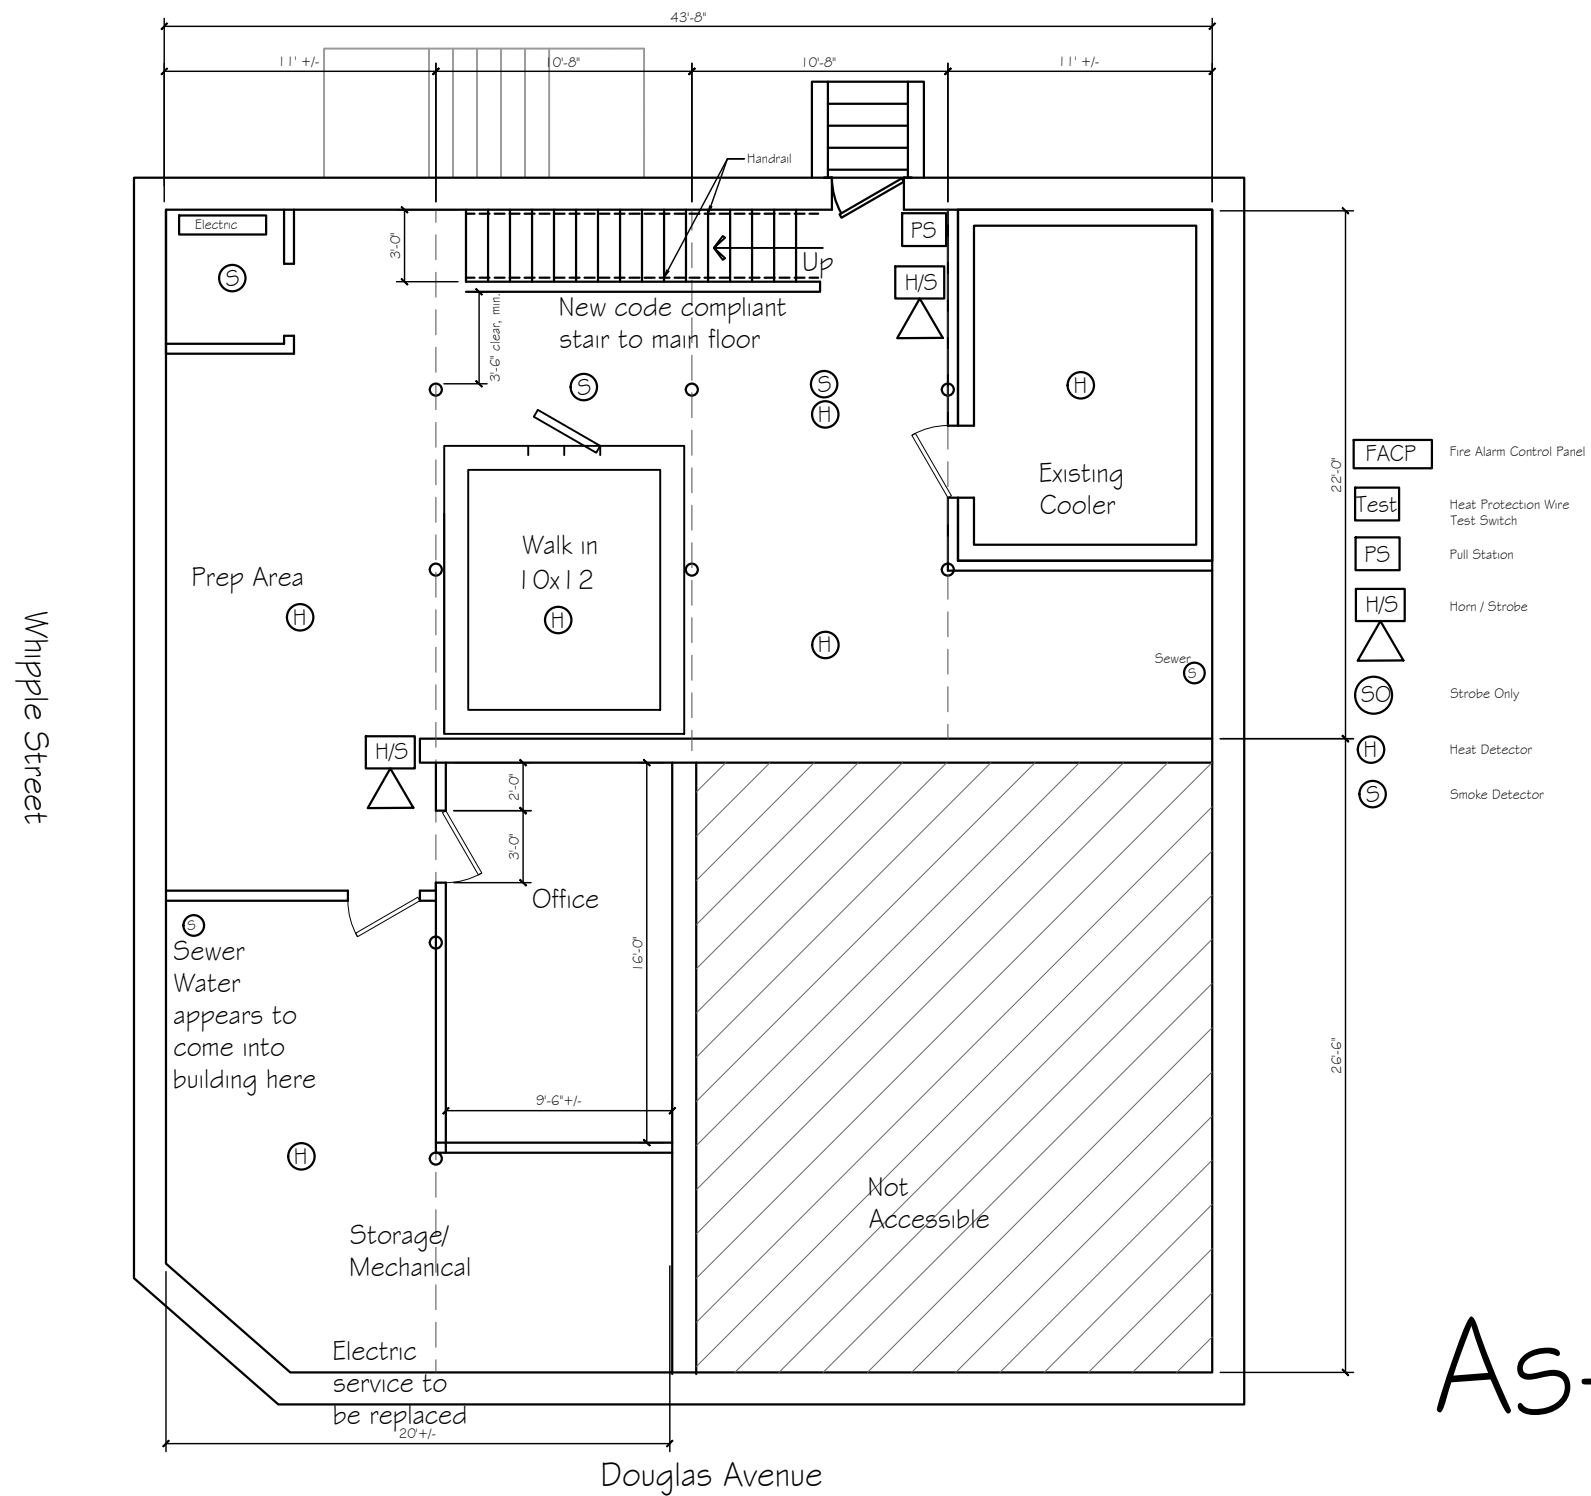 43'-8"
11' +/-
10'-8"
10'-8"
11' +/-
Handrail
Electric
S
3'-0"
PS
Up
H/S
New code compliant
stair to main floor
3'-6" clear, min.
S
S
H
H
Existing
Cooler
22'-0"
FACP
Fire Alarm Control Panel
Test
Heat Protection Wire
Test Switch
PS
Pull Station
H/S
Horn / Strobe
SO
Strobe Only
H
Heat Detector
S
Smoke Detector
Walk in
10x12
H
Prep Area
H
H
Sewer
S
Whipple Street
H/S
2'-0"
3'-0"
Office
16'-0"
9'-6"+/-
S
Sewer
Water
appears to
come into
building here
H
26'-6"
Not
Accessible
Storage/
Mechanical
Electric
service to
be replaced
20'+/-
Douglas Avenue
As-